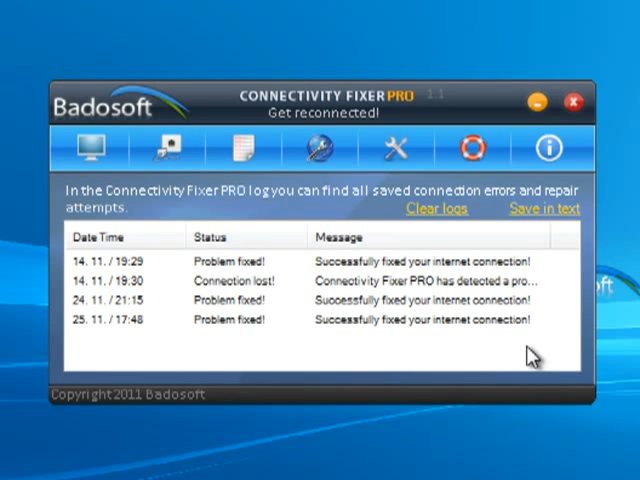 Badosoft
CONNECTIVITY FIXER PRO 1.1
Get reconnected!
In the Connectivity Fixer PRO log you can find all saved connection errors and repair
attempts.
Clear logs Save in text
Date Time Status Message
14. 11. / 19:29 Problem fixed! Successfully fixed your internet connection!
14. 11. / 19:30 Connection lost! Connectivity Fixer PRO has detected a pro...
24. 11. / 21:15 Problem fixed! Successfully fixed your internet connection!
25. 11. / 17:48 Problem fixed! Successfully fixed your internet connection!
Copyright 2011 Badosoft